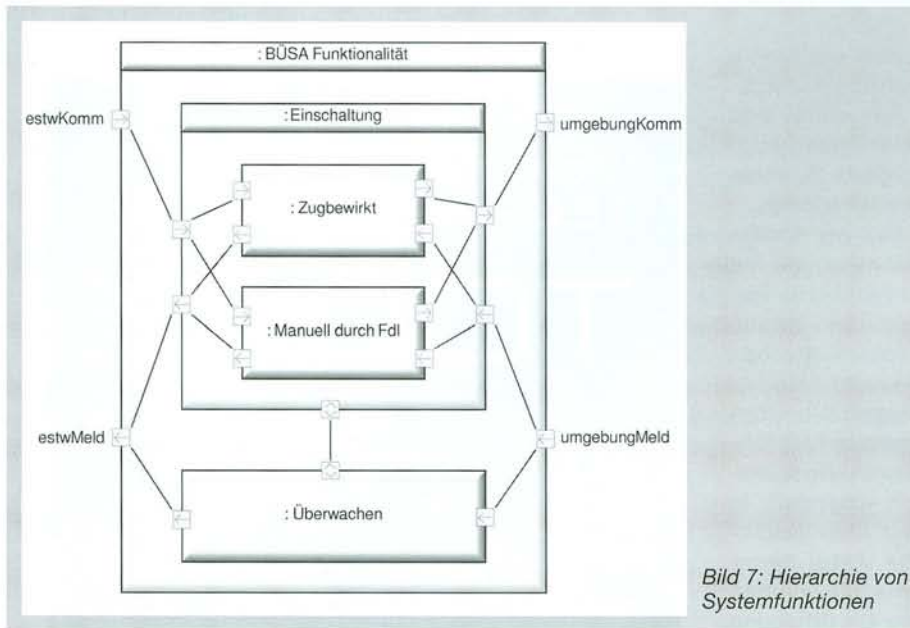 : BÜSA Funktionalität
estwKomm
:Einschaltung
umgebungKomm
: Zugbewirkt
: Manuell durch Fdl
estwMeld
umgebungMeld
: Überwachen
Bild 7: Hierarchie von
Systemfunktionen